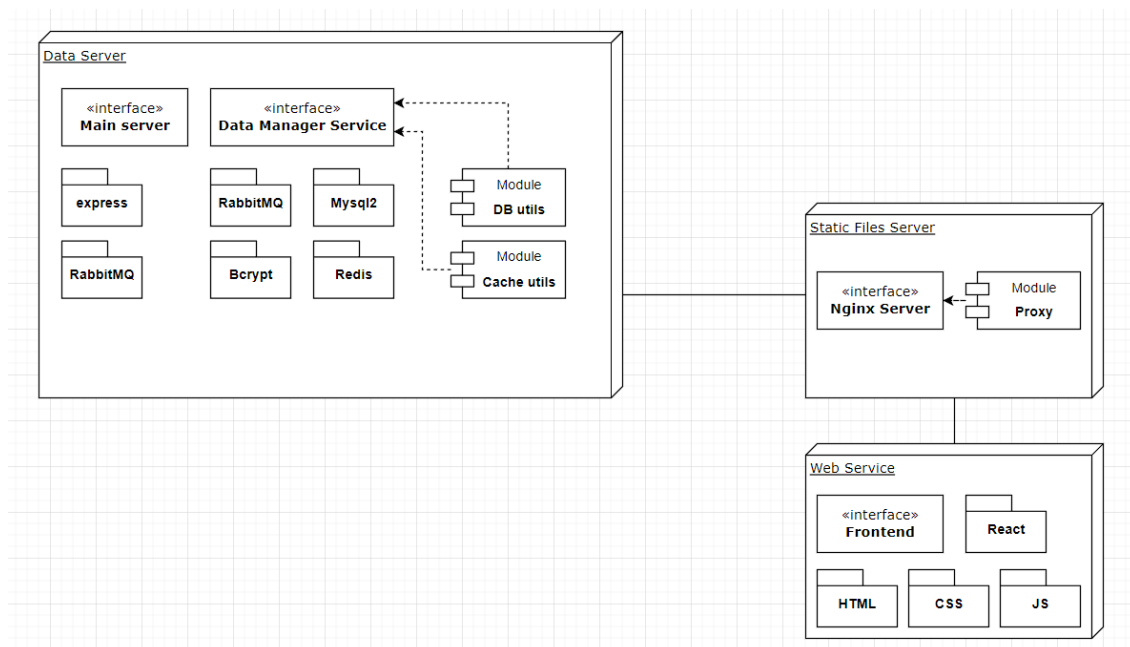 Data Server
«interface»
Main server
«interface»
Data Manager Service
express
RabbitMQ
Mysql2
Module
DB utils
RabbitMQ
Bcrypt
Redis
Module
Cache utils
Static Files Server
«interface»
Nginx Server
Module
Proxy
Web Service
«interface»
Frontend
React
HTML
CSS
JS